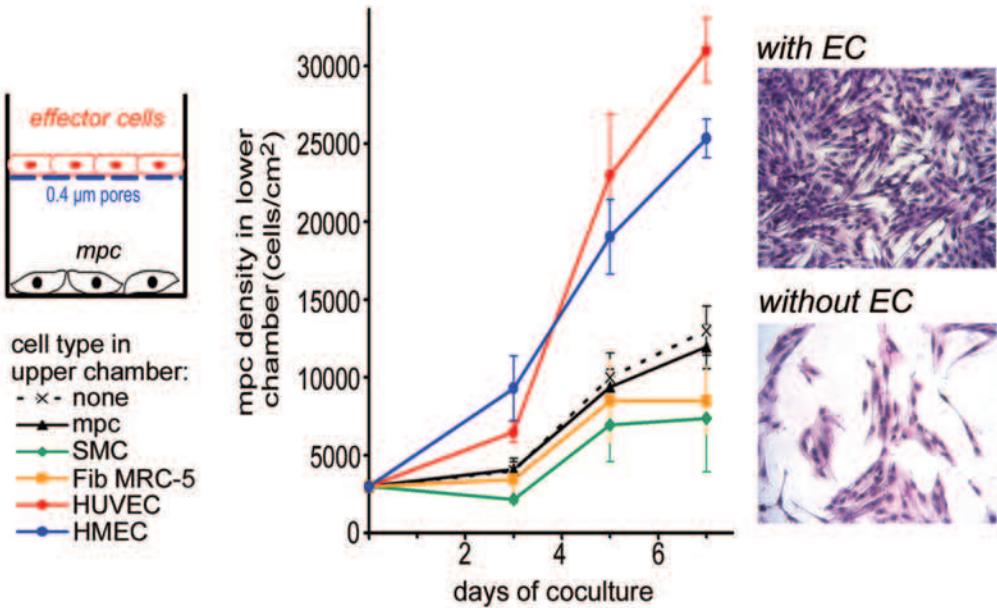 effector cells
0.4 µm pores
mpc
cell type in
upper chamber:
none
mpc
SMC
Fib MRC-5
HUVEC
HMEC
mpc density in lower
chamber(cells/cm2)
30000
25000
20000
15000
10000
5000
0
2
4
6
days of coculture
with EC
without EC